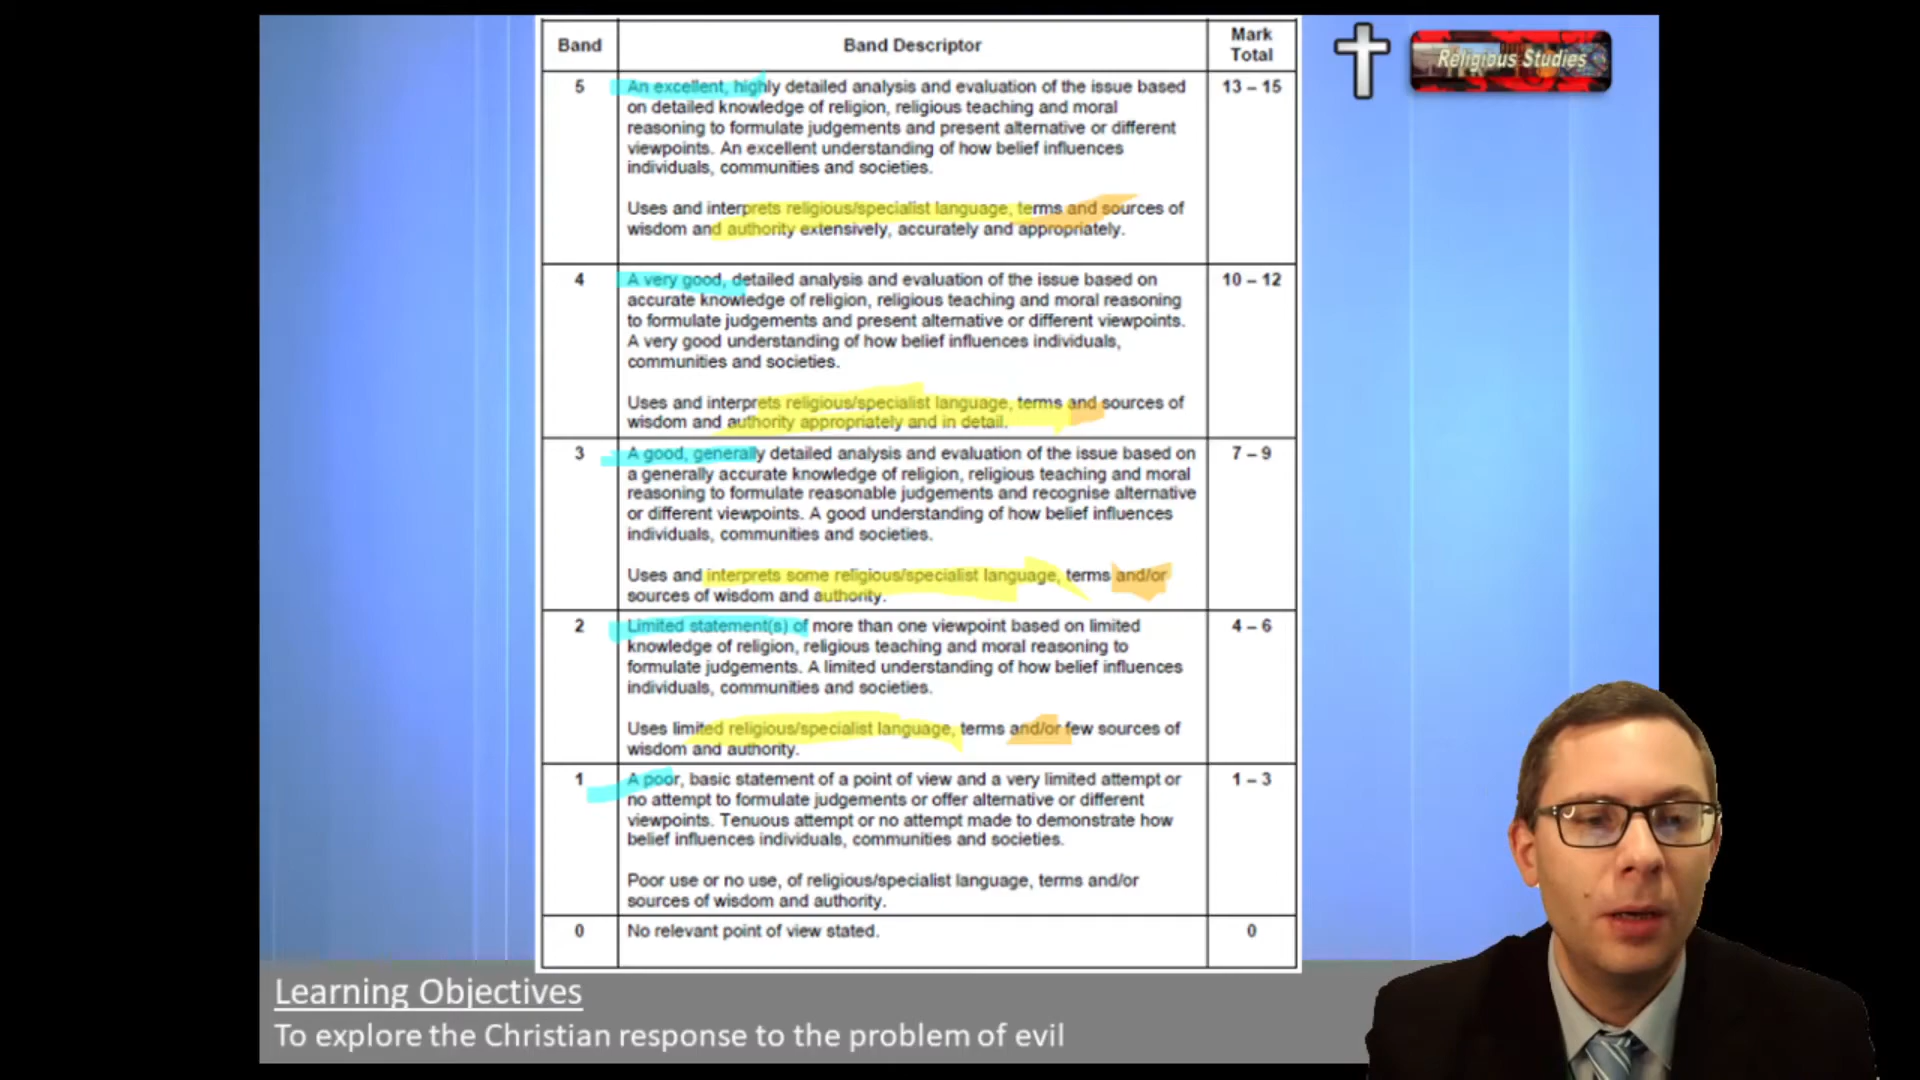 Band Band Descriptor Mark
Total
5 An excellent, highly detailed analysis and evaluation of the issue based 13 – 15
on detailed knowledge of religion, religious teaching and moral
reasoning to formulate judgements and present alternative or different
viewpoints. An excellent understanding of how belief influences
individuals, communities and societies.
Uses and interprets religious/specialist language, terms and sources of
wisdom and authority extensively, accurately and appropriately.
4 A very good, detailed analysis and evaluation of the issue based on 10 – 12
accurate knowledge of religion, religious teaching and moral reasoning
to formulate judgements and present alternative or different viewpoints.
A very good understanding of how belief influences individuals,
communities and societies.
Uses and interprets religious/specialist language, terms and sources of
wisdom and authority appropriately and in detail.
3 A good, generally detailed analysis and evaluation of the issue based on 7 – 9
a generally accurate knowledge of religion, religious teaching and moral
reasoning to formulate reasonable judgements and recognise alternative
or different viewpoints. A good understanding of how belief influences
individuals, communities and societies.
Uses and interprets some religious/specialist language, terms and/or
sources of wisdom and authority.
2 Limited statement(s) of more than one viewpoint based on limited 4 – 6
knowledge of religion, religious teaching and moral reasoning to
formulate judgements. A limited understanding of how belief influences
individuals, communities and societies.
Uses limited religious/specialist language, terms and/or few sources of
wisdom and authority.
1 A poor, basic statement of a point of view and a very limited attempt or 1 – 3
no attempt to formulate judgements or offer alternative or different
viewpoints. Tenuous attempt or no attempt made to demonstrate how
belief influences individuals, communities and societies.
Poor use or no use, of religious/specialist language, terms and/or
sources of wisdom and authority.
0 No relevant point of view stated. 0
Religious Studies
Learning Objectives
To explore the Christian response to the problem of evil